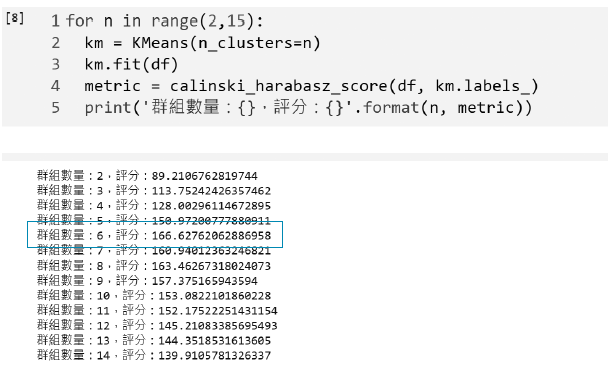 [8]
1 for n in range(2,15):
2   km = KMeans(n_clusters=n)
3   km.fit(df)
4   metric = calinski_harabasz_score(df, km.labels_)
5   print('群組數量：{}，評分：{}'.format(n, metric))
群組數量：2，評分：89.2106762819744
群組數量：3，評分：113.75242426357462
群組數量：4，評分：128.00296114672895
群組數量：5，評分：150.97200777880911
群組數量：6，評分：166.62762062886958
群組數量：7，評分：160.94012363246821
群組數量：8，評分：163.46267318024073
群組數量：9，評分：157.375165943594
群組數量：10，評分：153.0822101860228
群組數量：11，評分：152.17522251431154
群組數量：12，評分：145.21083385695493
群組數量：13，評分：144.3518531613605
群組數量：14，評分：139.9105781326337